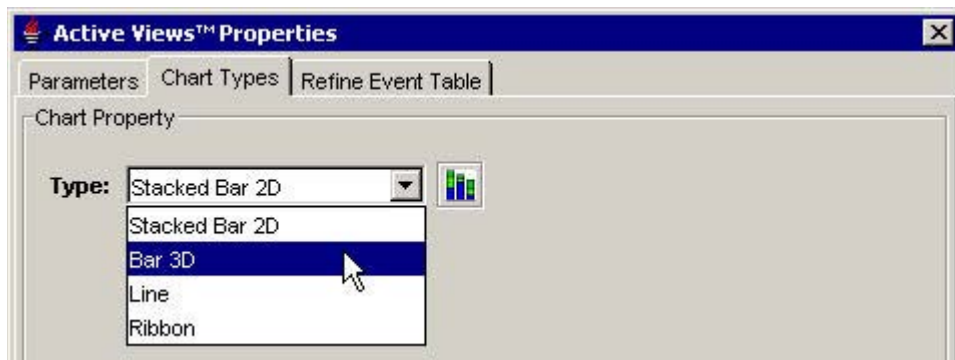 Active Views™ Properties
Parameters Chart Types Refine Event Table
Chart Property
Type: Stacked Bar 2D
Stacked Bar 2D
Bar 3D
Line
Ribbon